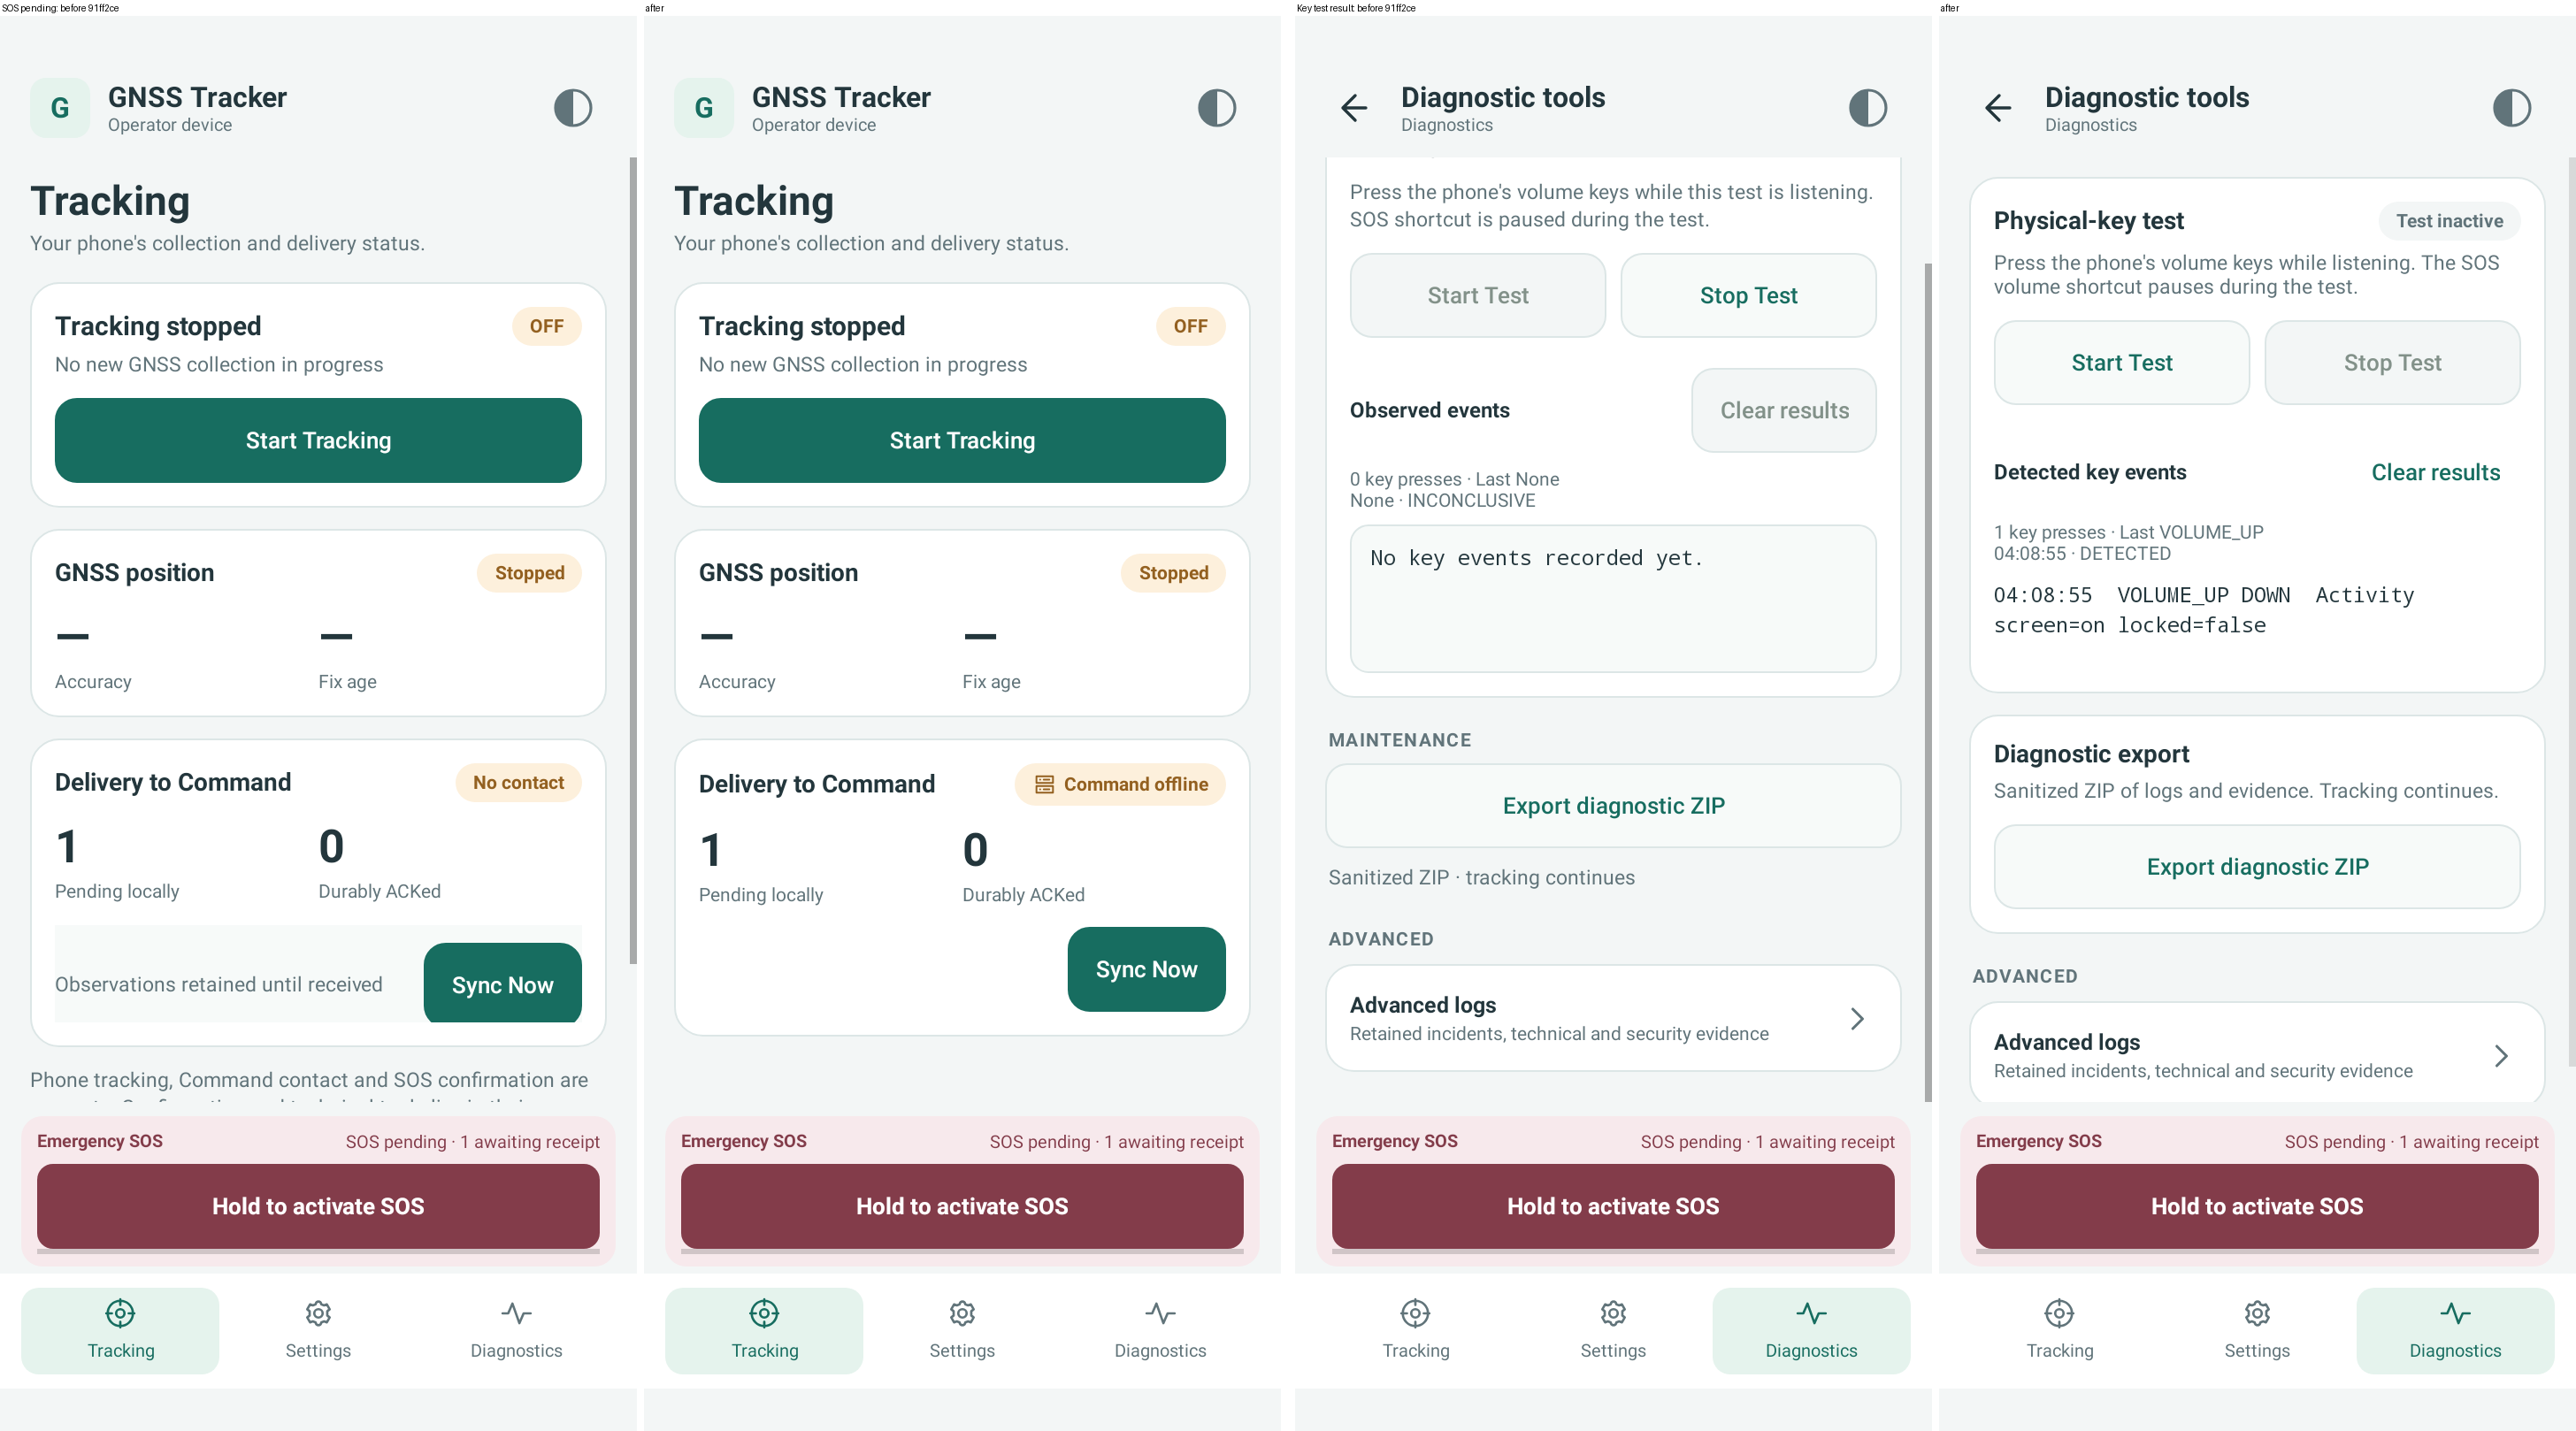 SOS pending: before 91ff2ce
G
GNSS Tracker
Operator device
Tracking
Your phone's collection and delivery status.
Tracking stopped
OFF
No new GNSS collection in progress
Start Tracking
GNSS position
Stopped
— —
Accuracy Fix age
Delivery to Command
No contact
1 0
Pending locally Durably ACKed
Observations retained until received
Sync Now
Phone tracking, Command contact and SOS confirmation are
Emergency SOS
SOS pending · 1 awaiting receipt
Hold to activate SOS
Tracking Settings Diagnostics
after
G
GNSS Tracker
Operator device
Tracking
Your phone's collection and delivery status.
Tracking stopped
OFF
No new GNSS collection in progress
Start Tracking
GNSS position
Stopped
— —
Accuracy Fix age
Delivery to Command
Command offline
1 0
Pending locally Durably ACKed
Sync Now
Emergency SOS
SOS pending · 1 awaiting receipt
Hold to activate SOS
Tracking Settings Diagnostics
Key test result: before 91ff2ce
Diagnostic tools
Diagnostics
Press the phone's volume keys while this test is listening.
SOS shortcut is paused during the test.
Start Test Stop Test
Observed events
Clear results
0 key presses · Last None
None · INCONCLUSIVE
No key events recorded yet.
MAINTENANCE
Export diagnostic ZIP
Sanitized ZIP · tracking continues
ADVANCED
Advanced logs
Retained incidents, technical and security evidence
Emergency SOS
SOS pending · 1 awaiting receipt
Hold to activate SOS
Tracking Settings Diagnostics
after
Diagnostic tools
Diagnostics
Physical-key test
Test inactive
Press the phone's volume keys while listening. The SOS
volume shortcut pauses during the test.
Start Test Stop Test
Detected key events
Clear results
1 key presses · Last VOLUME_UP
04:08:55 · DETECTED
04:08:55 VOLUME_UP DOWN Activity
screen=on locked=false
Diagnostic export
Sanitized ZIP of logs and evidence. Tracking continues.
Export diagnostic ZIP
ADVANCED
Advanced logs
Retained incidents, technical and security evidence
Emergency SOS
SOS pending · 1 awaiting receipt
Hold to activate SOS
Tracking Settings Diagnostics